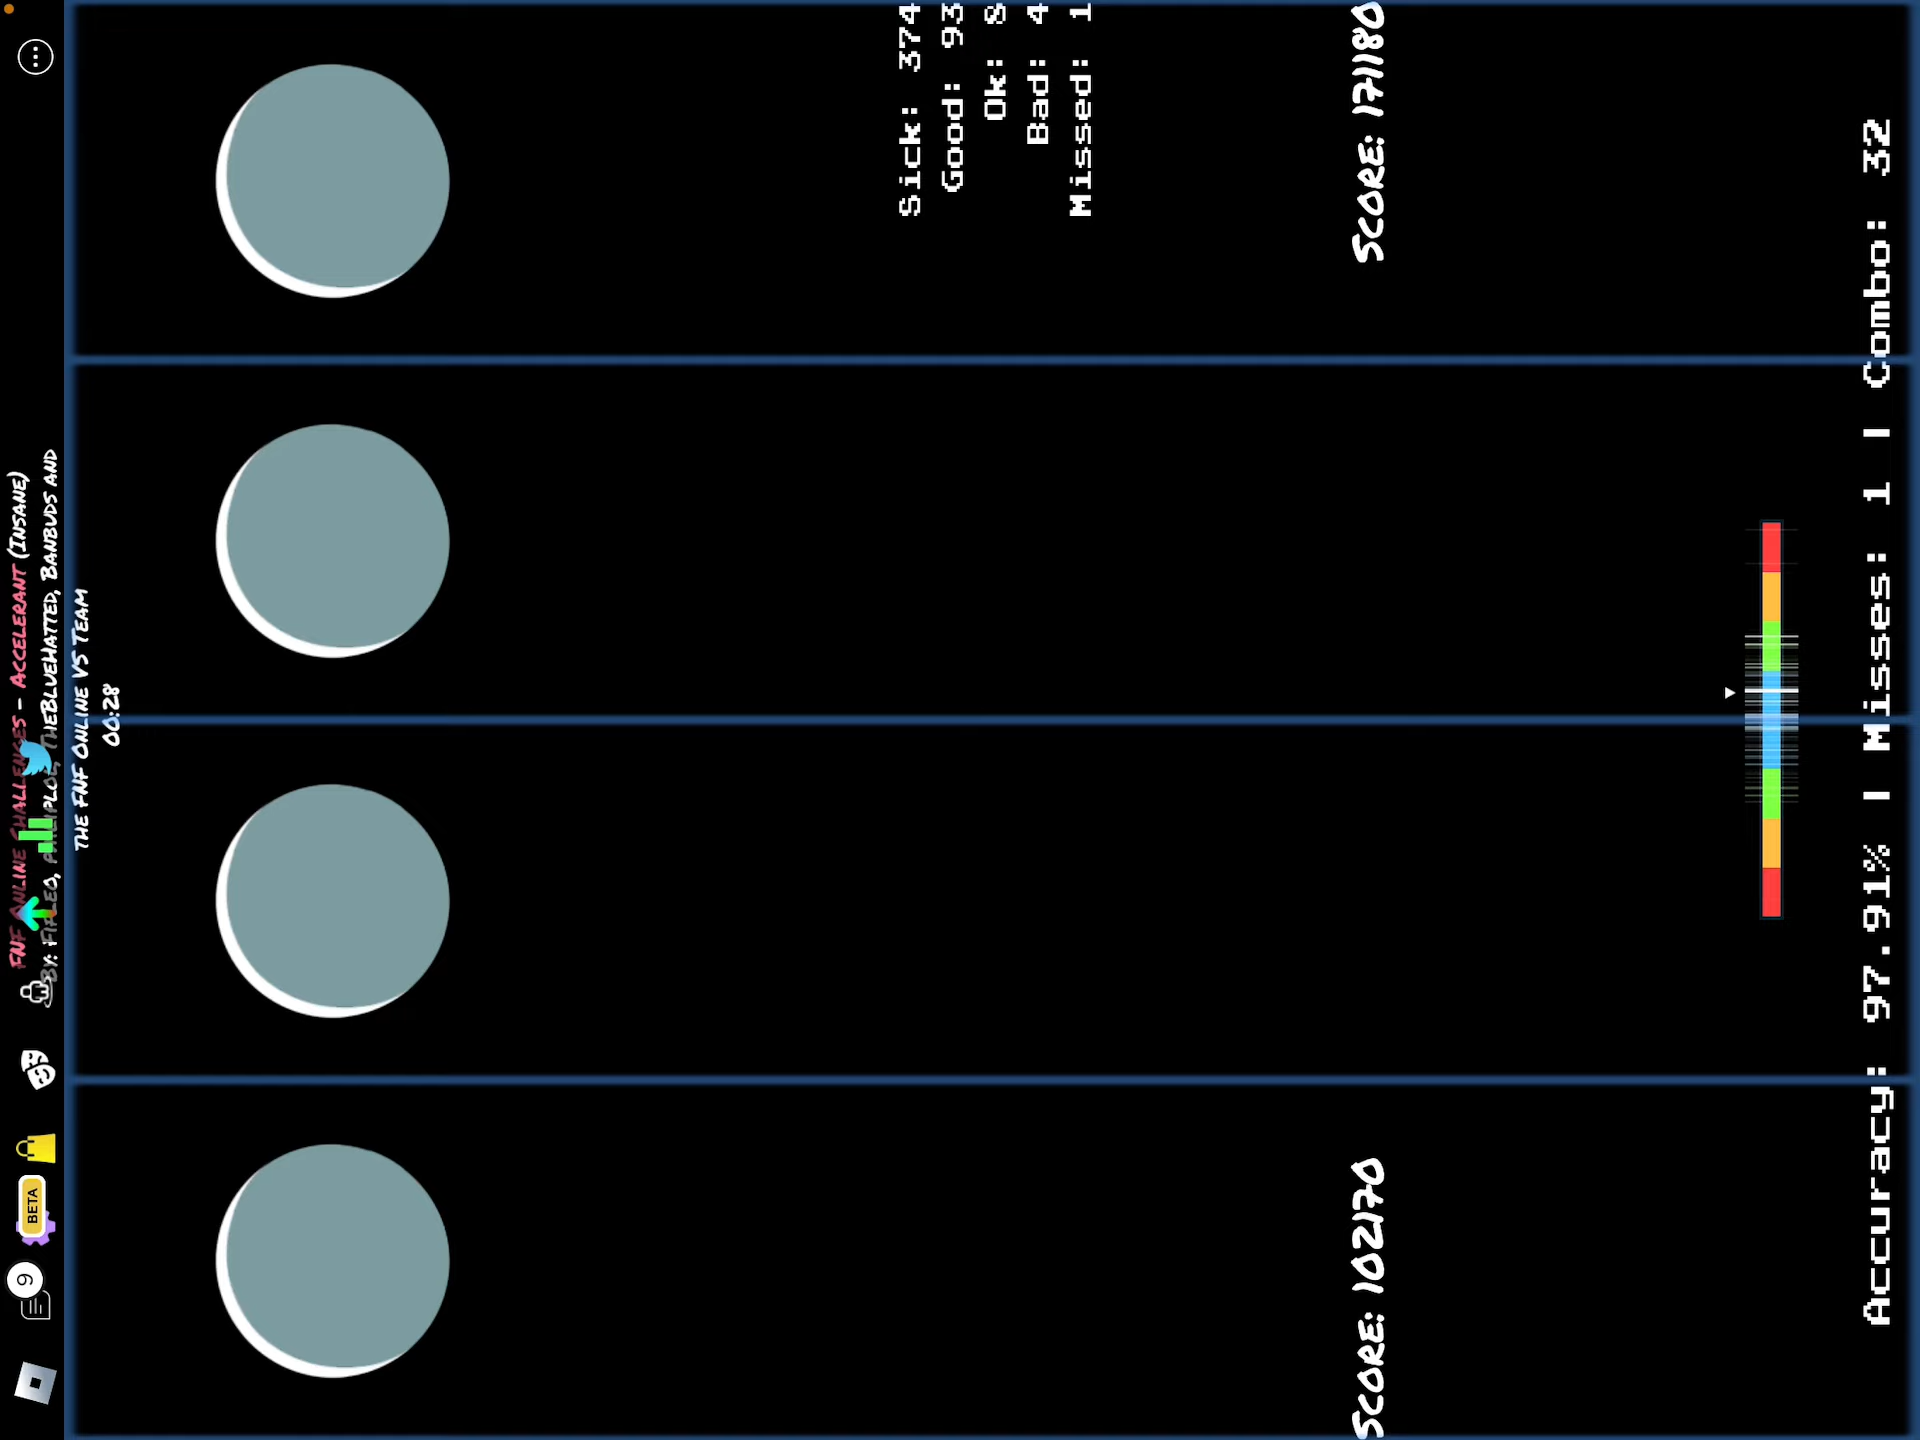 FNF Online Challenges - Accelerant (Insane)
By: Fifleo, TheBlueHatted, Banbuds and
the FNF Online VS Team
00:28
BETA
9
Sick: 374
Good: 93
Ok: 8
Bad: 4
Missed: 1
Score: 102170
Score: 171180
Accuracy: 97.91% | Misses: 1 | Combo: 32